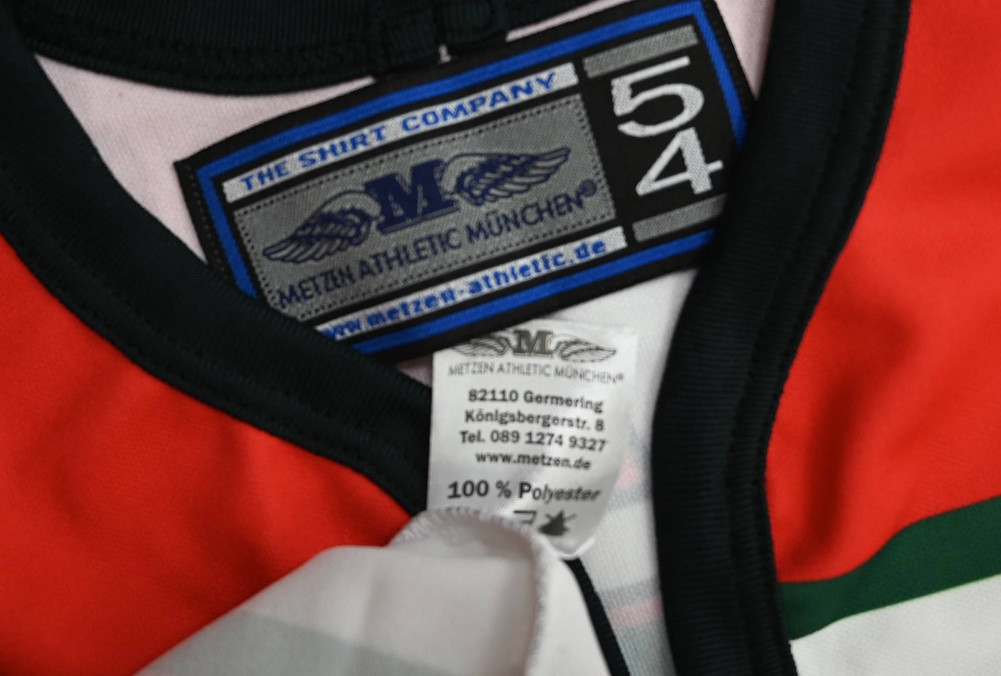 THE SHIRT COMPANY
M
METZEN ATHLETIC MÜNCHEN®
www.metzen-athletic.de
54
M
METZEN ATHLETIC MÜNCHEN®
82110 Germering
Königsbergerstr. 8
Tel. 089 1274 9327
www.metzen.de
100 % Polyester